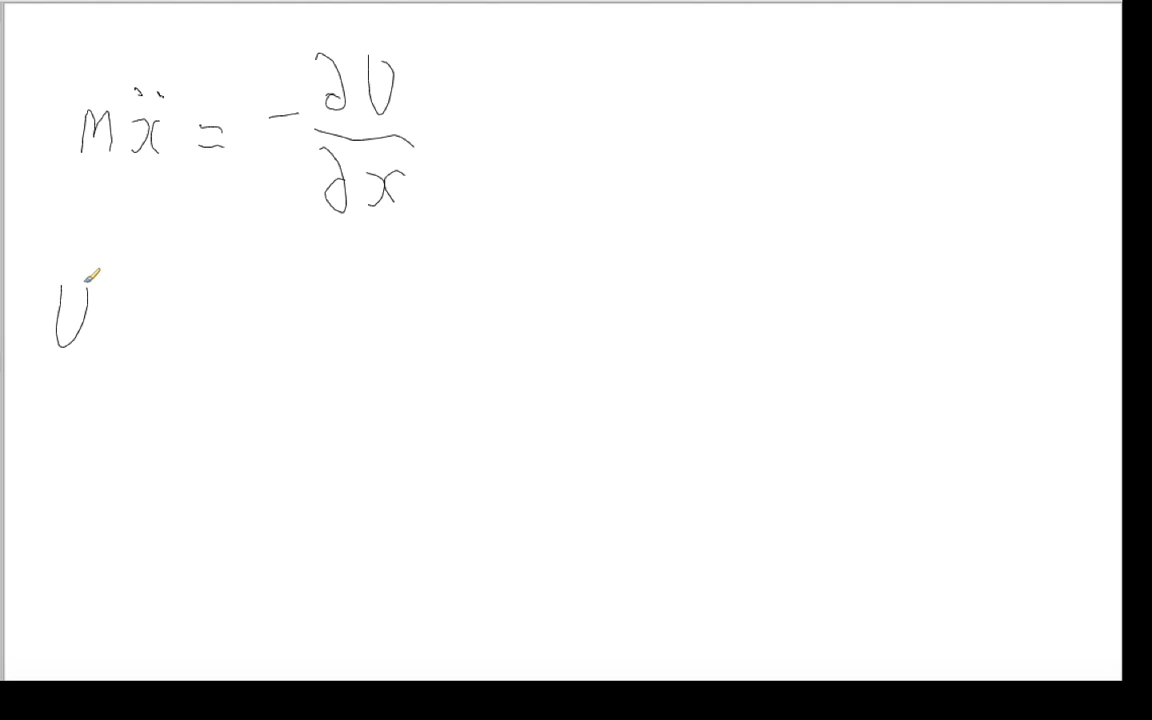 mẍ = - ∂U/∂x
U